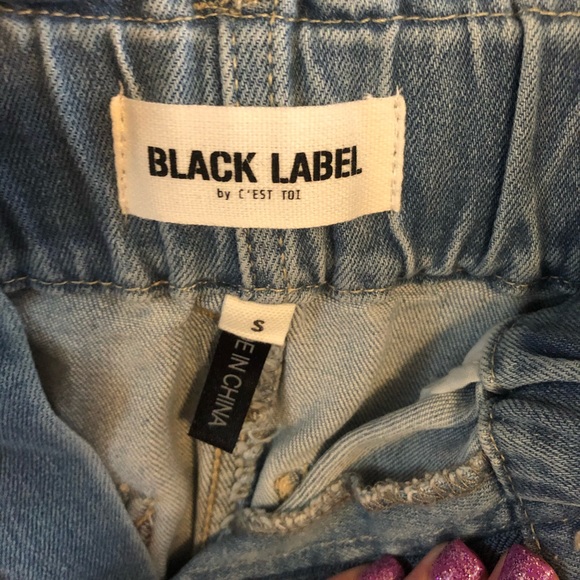 BLACK LABEL
by C'EST TOI
S
E IN CHINA